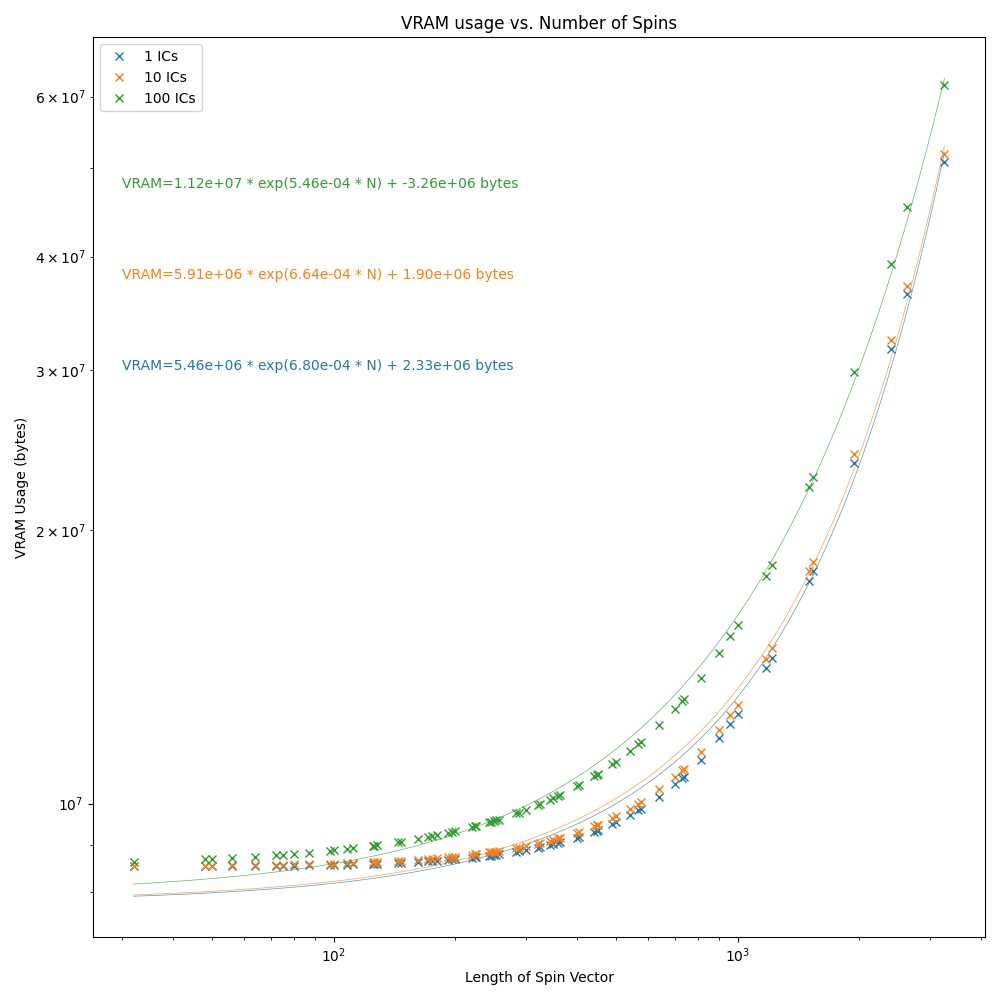 VRAM usage vs. Number of Spins
1 ICs
10 ICs
100 ICs
6 × 10⁷
VRAM=1.12e+07 * exp(5.46e-04 * N) + -3.26e+06 bytes
4 × 10⁷
VRAM=5.91e+06 * exp(6.64e-04 * N) + 1.90e+06 bytes
3 × 10⁷
VRAM=5.46e+06 * exp(6.80e-04 * N) + 2.33e+06 bytes
VRAM Usage (bytes)
2 × 10⁷
10⁷
10²
10³
Length of Spin Vector